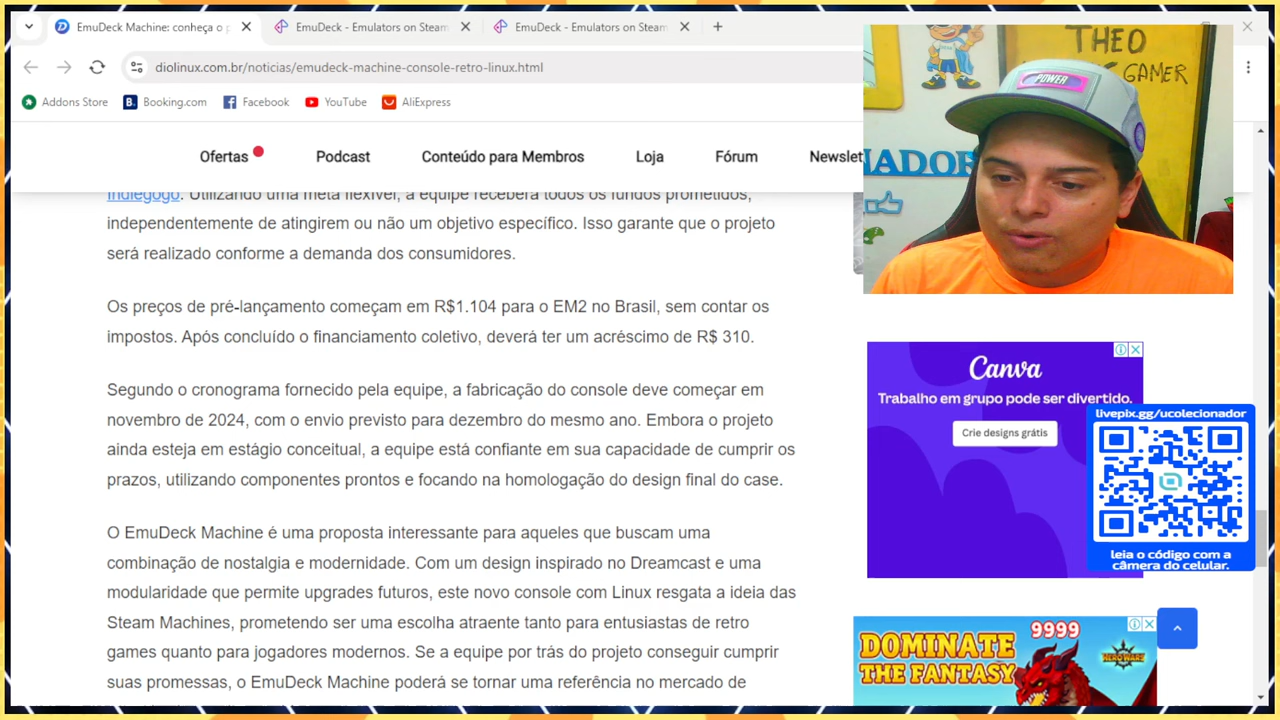 EmuDeck Machine: conheça o p
EmuDeck - Emulators on Steam
EmuDeck - Emulators on Steam
diolinux.com.br/noticias/emudeck-machine-console-retro-linux.html
Addons Store
Booking.com
Facebook
YouTube
AliExpress
Ofertas
Podcast
Conteúdo para Membros
Loja
Fórum
Newslet
Indiegogo. Utilizando uma meta flexível, a equipe receberá todos os fundos prometidos,
independentemente de atingirem ou não um objetivo específico. Isso garante que o projeto
será realizado conforme a demanda dos consumidores.
Os preços de pré-lançamento começam em R$1.104 para o EM2 no Brasil, sem contar os
impostos. Após concluído o financiamento coletivo, deverá ter um acréscimo de R$ 310.
Segundo o cronograma fornecido pela equipe, a fabricação do console deve começar em
novembro de 2024, com o envio previsto para dezembro do mesmo ano. Embora o projeto
ainda esteja em estágio conceitual, a equipe está confiante em sua capacidade de cumprir os
prazos, utilizando componentes prontos e focando na homologação do design final do case.
O EmuDeck Machine é uma proposta interessante para aqueles que buscam uma
combinação de nostalgia e modernidade. Com um design inspirado no Dreamcast e uma
modularidade que permite upgrades futuros, este novo console com Linux resgata a ideia das
Steam Machines, prometendo ser uma escolha atraente tanto para entusiastas de retro
games quanto para jogadores modernos. Se a equipe por trás do projeto conseguir cumprir
suas promessas, o EmuDeck Machine poderá se tornar uma referência no mercado de
THEO
GAMER
NADOR
POWER
Canva
Trabalho em grupo pode ser divertido.
Crie designs grátis
livepix.gg/ucolecionador
leia o código com a
câmera do celular.
DOMINATE
THE FANTASY
9999
HERO WARS